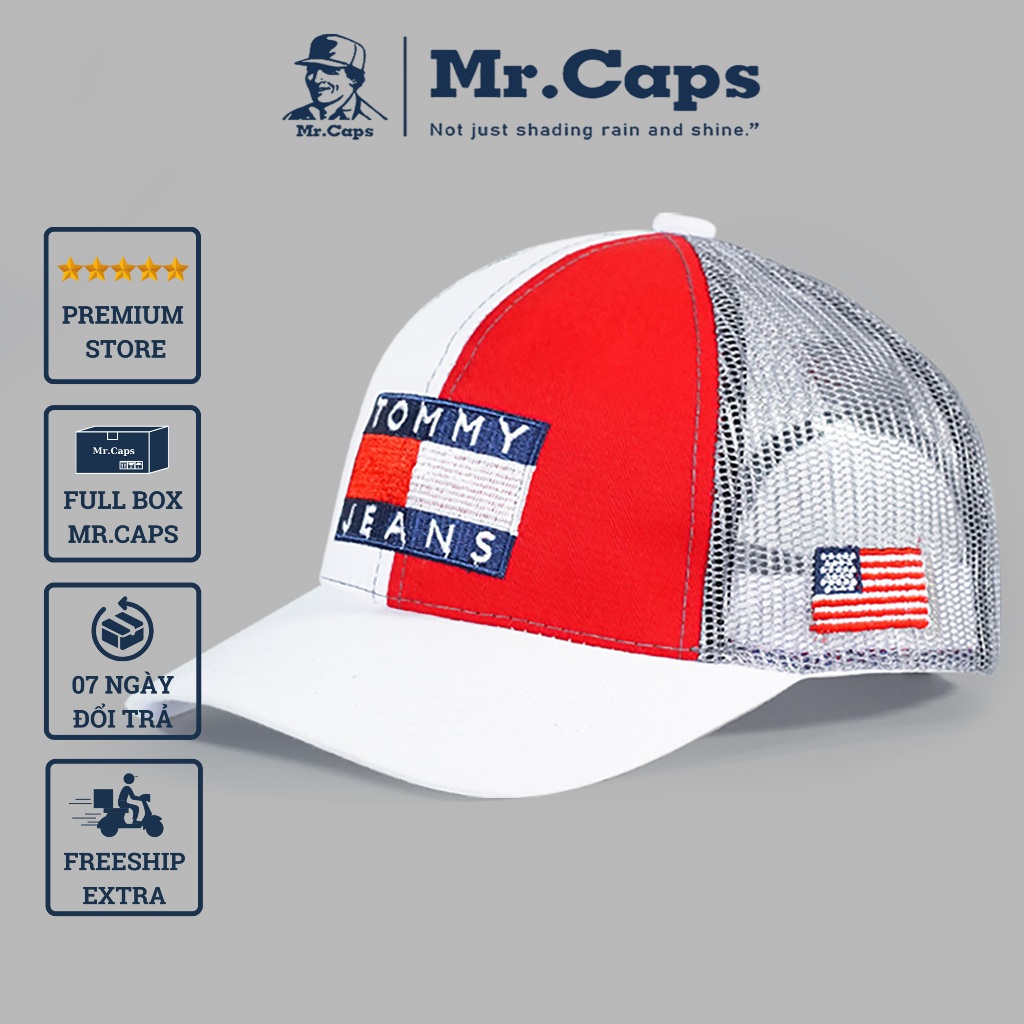 Mr.Caps
Mr.Caps
Not just shading rain and shine.”
PREMIUM
STORE
Mr.Caps
FULL BOX
MR.CAPS
07 NGÀY
ĐỔI TRẢ
FREESHIP
EXTRA
TOMMY
JEANS